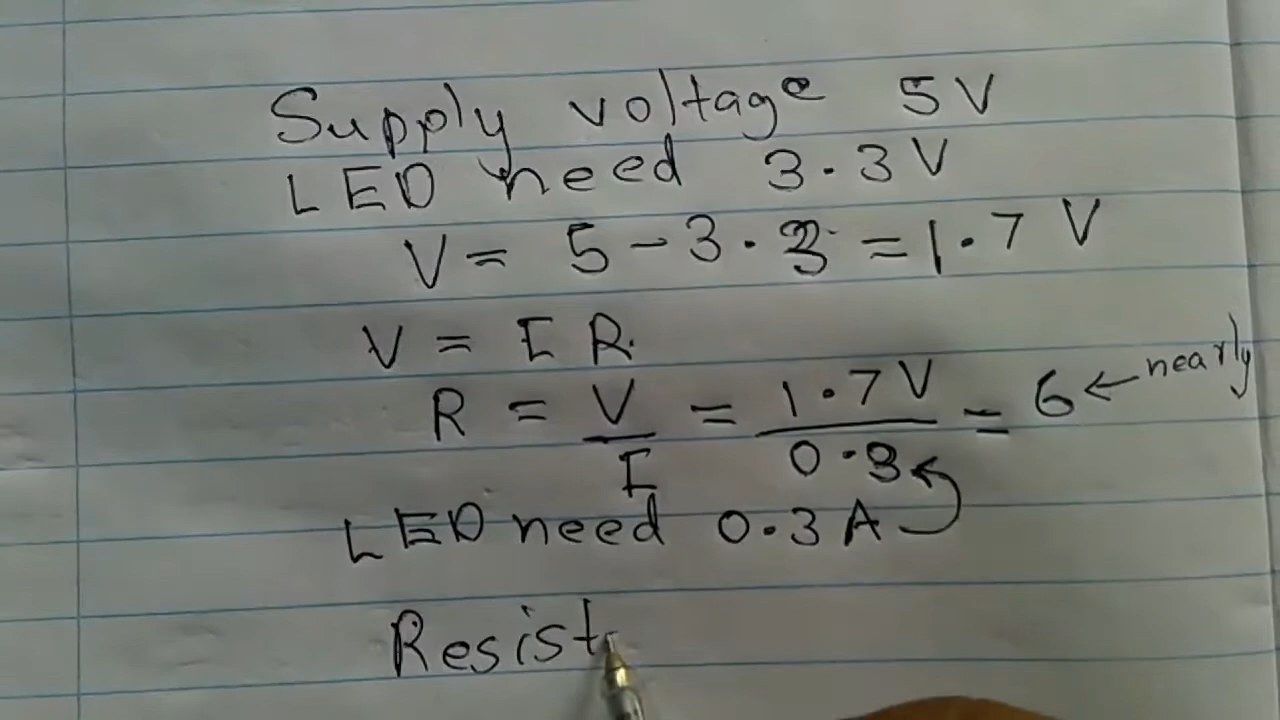 Supply voltage 5V
LED need 3.3V
V = 5 - 3.3 = 1.7 V
V = I R.
R = V/I = 1.7V/0.3 = 6 ← nearly
LED need 0.3A
Resist